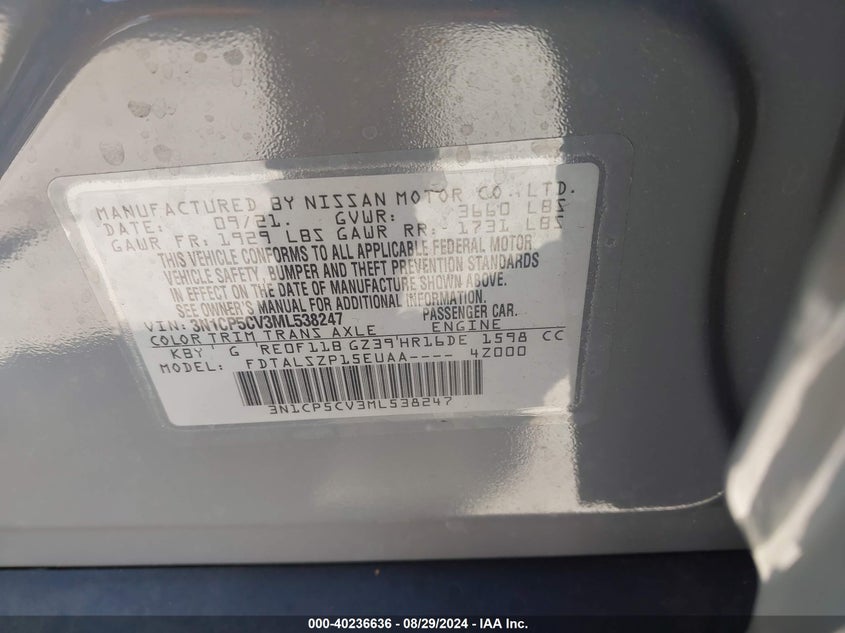 MANUFACTURED BY NISSAN MOTOR CO., LTD.
DATE: 09/21. GVWR: 3660 LBS
GAWR FR: 1929 LBS GAWR RR: 1731 LBS
THIS VEHICLE CONFORMS TO ALL APPLICABLE FEDERAL MOTOR
VEHICLE SAFETY, BUMPER AND THEFT PREVENTION STANDARDS
IN EFFECT ON THE DATE OF MANUFACTURE SHOWN ABOVE.
SEE OWNER'S MANUAL FOR ADDITIONAL INFORMATION.
VIN: 3N1CP5CV3ML538247 PASSENGER CAR.
COLOR TRIM TRANS AXLE ENGINE
KBY G RE0F11B GZ39 HR16DE 1598 CC
MODEL: FDTALSZP15EUAA---- 4Z000
3N1CP5CV3ML538247
000-40236636 - 08/29/2024 - IAA Inc.